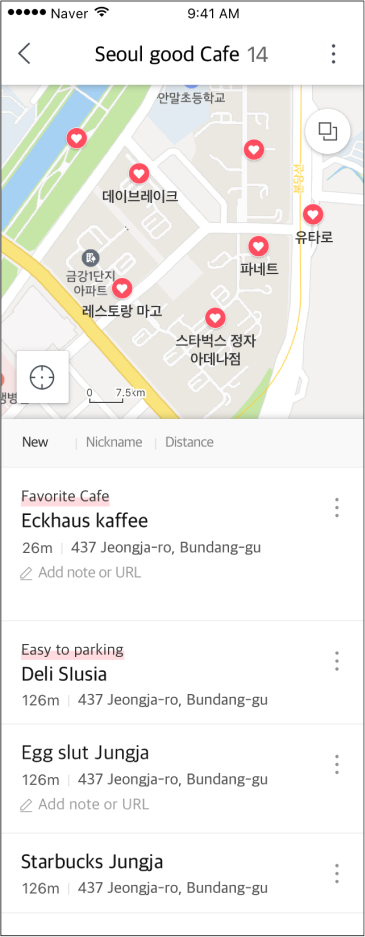 Naver
9:41 AM
Seoul good Cafe 14
안말초등학교
데이브레이크
분당선
유타로
파네트
금강1단지
아파트
레스토랑 마고
스타벅스 정자
아데나점
0 7.5km
New | Nickname | Distance
Favorite Cafe
Eckhaus kaffee
26m | 437 Jeongja-ro, Bundang-gu
Add note or URL
Easy to parking
Deli Slusia
126m | 437 Jeongja-ro, Bundang-gu
Egg slut Jungja
126m | 437 Jeongja-ro, Bundang-gu
Add note or URL
Starbucks Jungja
126m | 437 Jeongja-ro, Bundang-gu